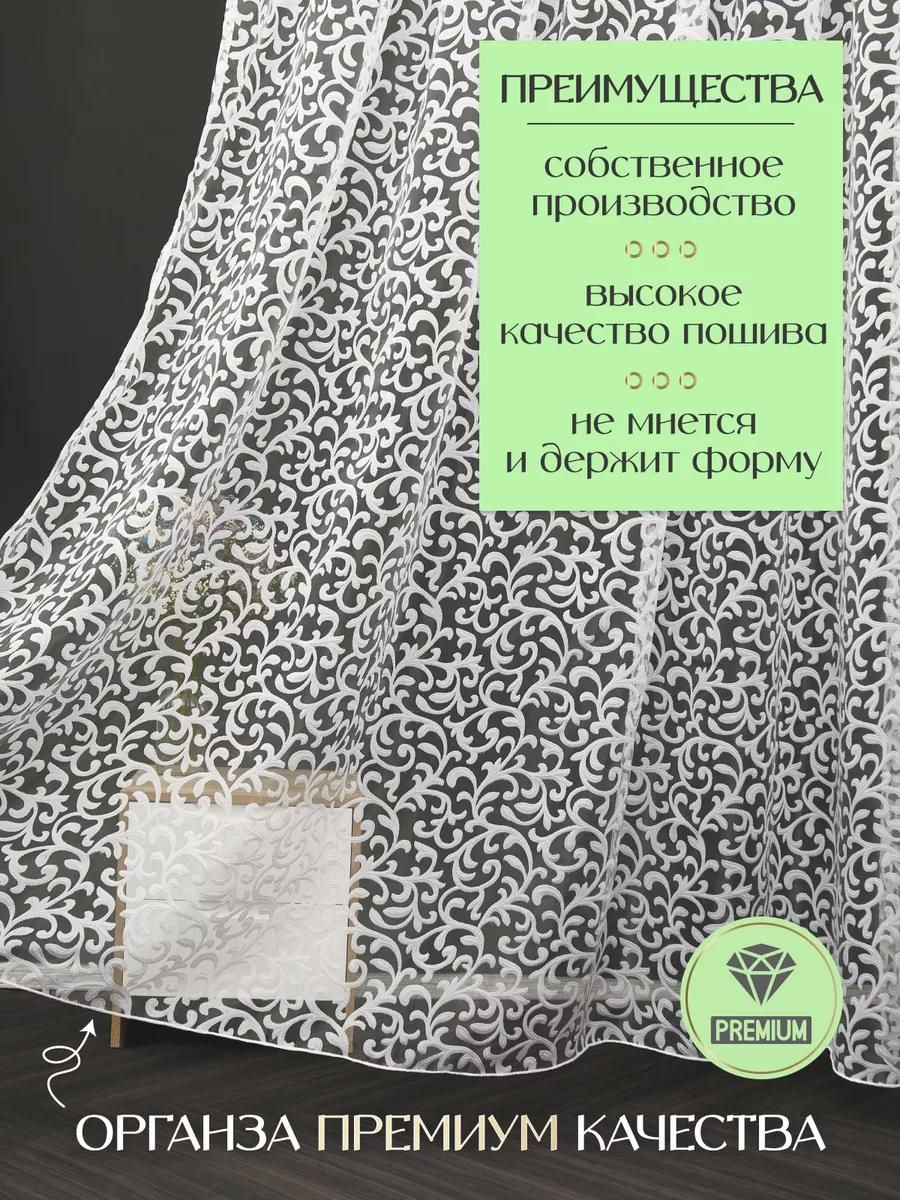 ПРЕИМУЩЕСТВА
собственное
производство
высокое
качество пошива
не мнется
и держит форму
PREMIUM
ОРГАНЗА ПРЕМИУМ КАЧЕСТВА